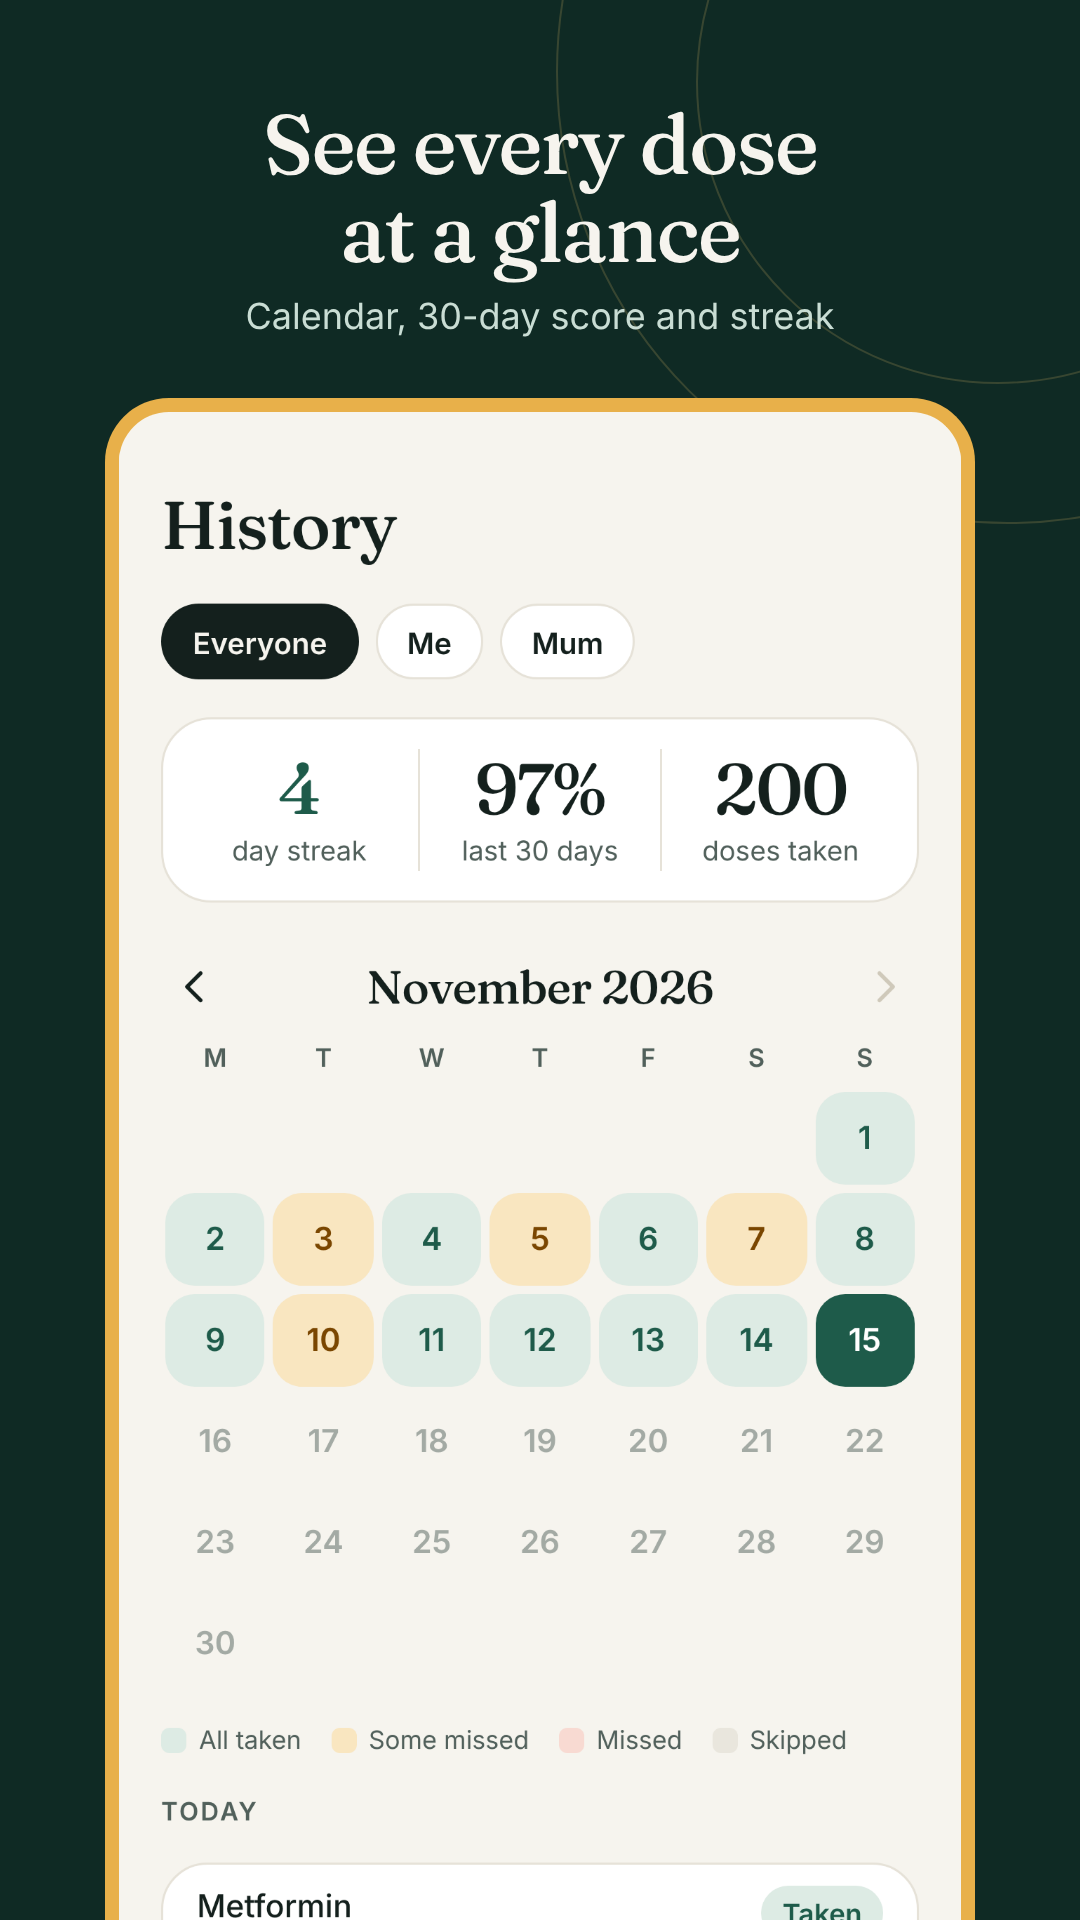 See every dose
at a glance
Calendar, 30-day score and streak
History
Everyone Me Mum
4 97% 200
day streak last 30 days doses taken
November 2026
M T W T F S S
1
2 3 4 5 6 7 8
9 10 11 12 13 14 15
16 17 18 19 20 21 22
23 24 25 26 27 28 29
30
All taken Some missed Missed Skipped
TODAY
Metformin Taken